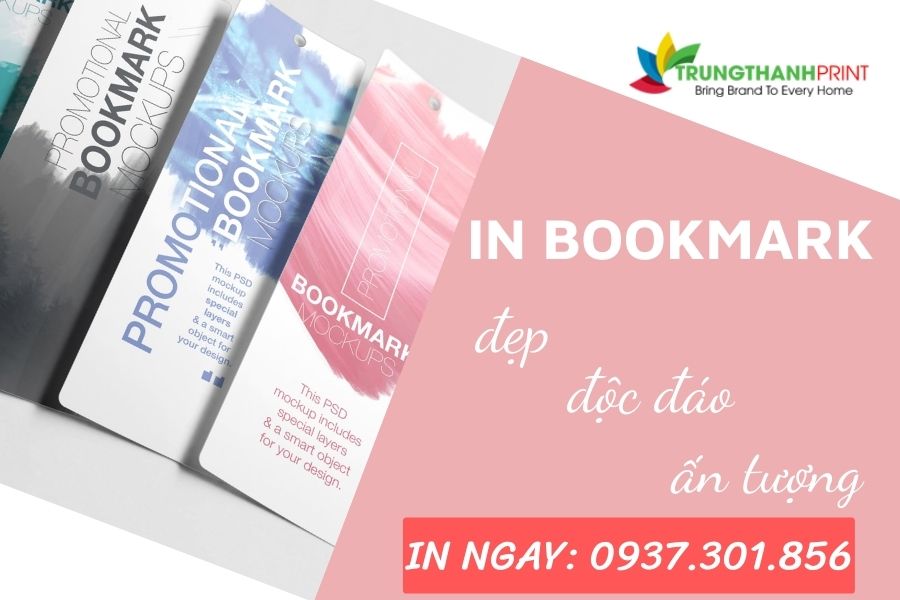 PROMOTIONAL
BOOKMARK
MOCKUPS
PROMOTIONAL
BOOKMARK
MOCKUPS
This PSD
mockup
includes
special
layers
& a smart
object for
your design.
PROMOTIONAL
BOOKMARK
MOCKUPS
This PSD
mockup includes
special layers
& a smart object
for your design.
TRUNGTHANHPRINT
Bring Brand To Every Home
IN BOOKMARK
đẹp
độc đáo
ấn tượng
IN NGAY: 0937.301.856